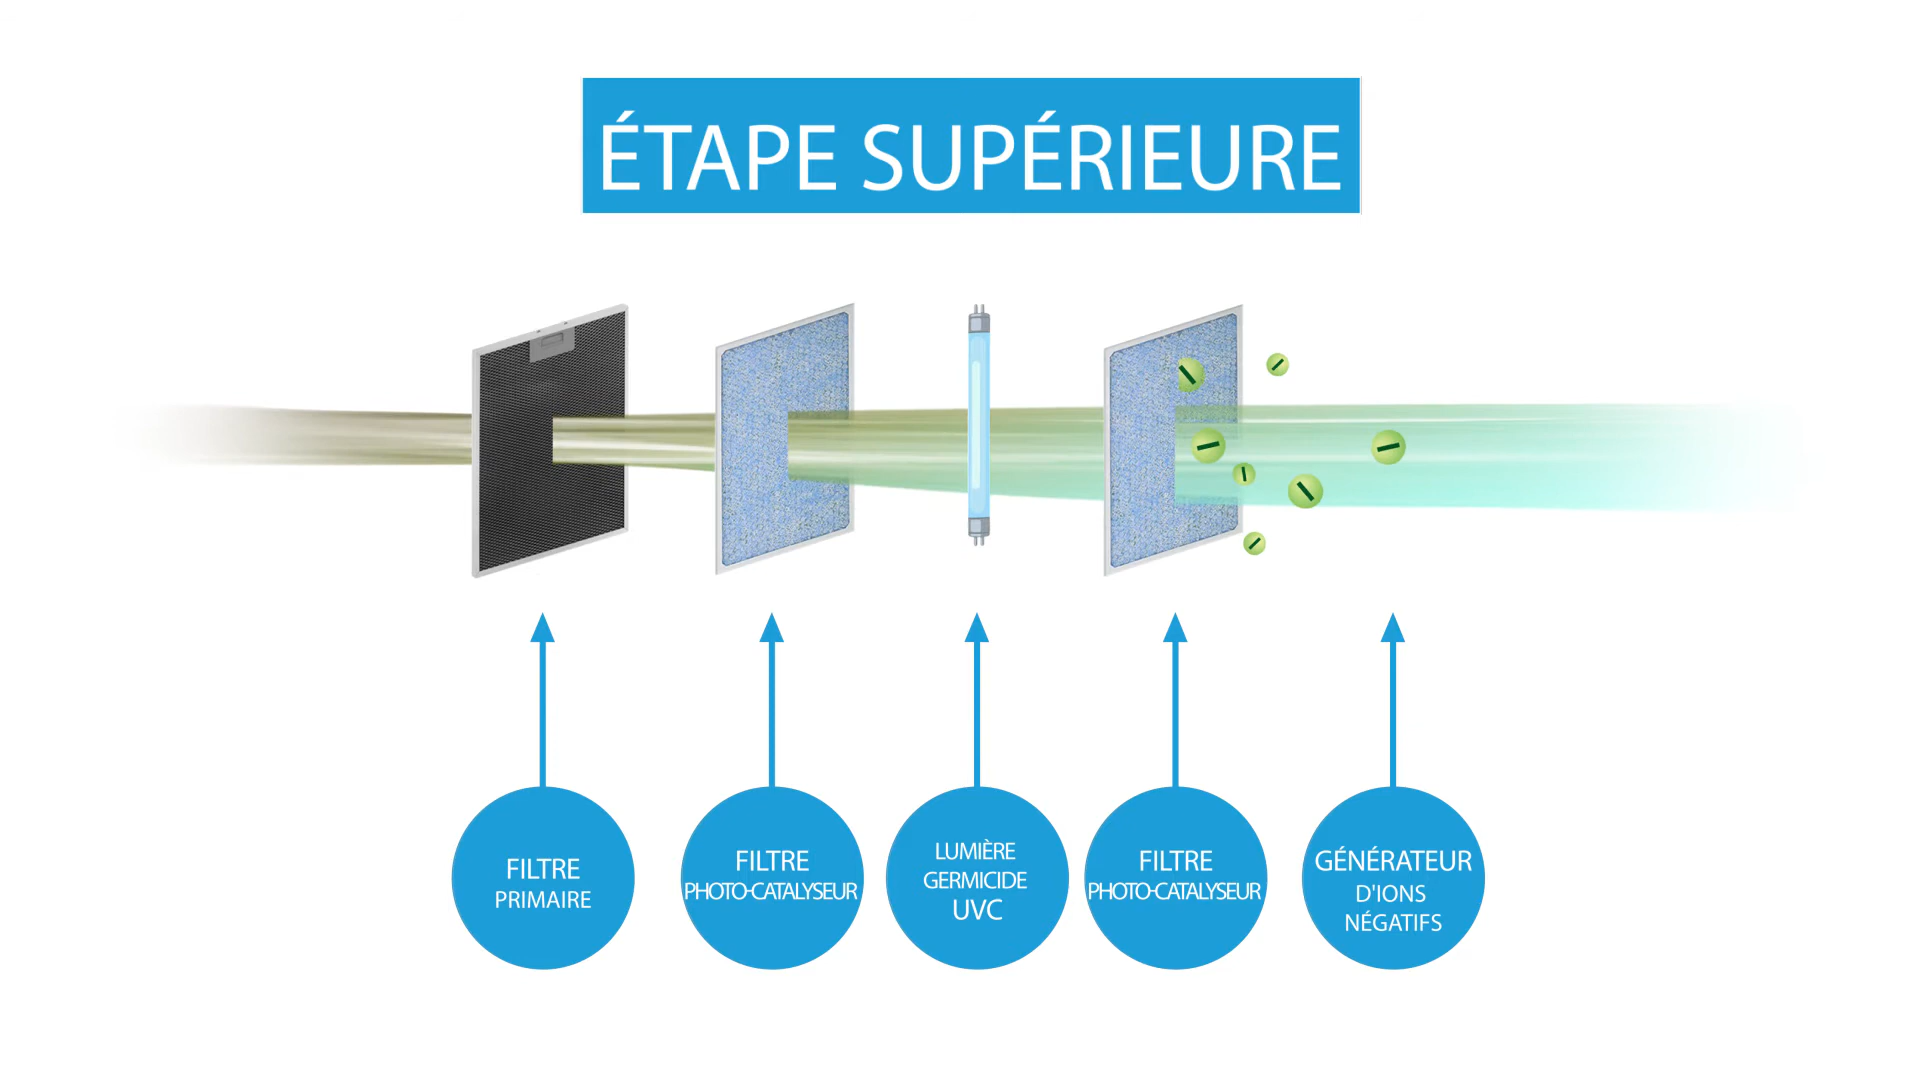 ÉTAPE SUPÉRIEURE
FILTRE
PRIMAIRE
FILTRE
PHOTO-CATALYSEUR
LUMIÈRE
GERMICIDE
UVC
FILTRE
PHOTO-CATALYSEUR
GÉNÉRATEUR
D'IONS
NÉGATIFS